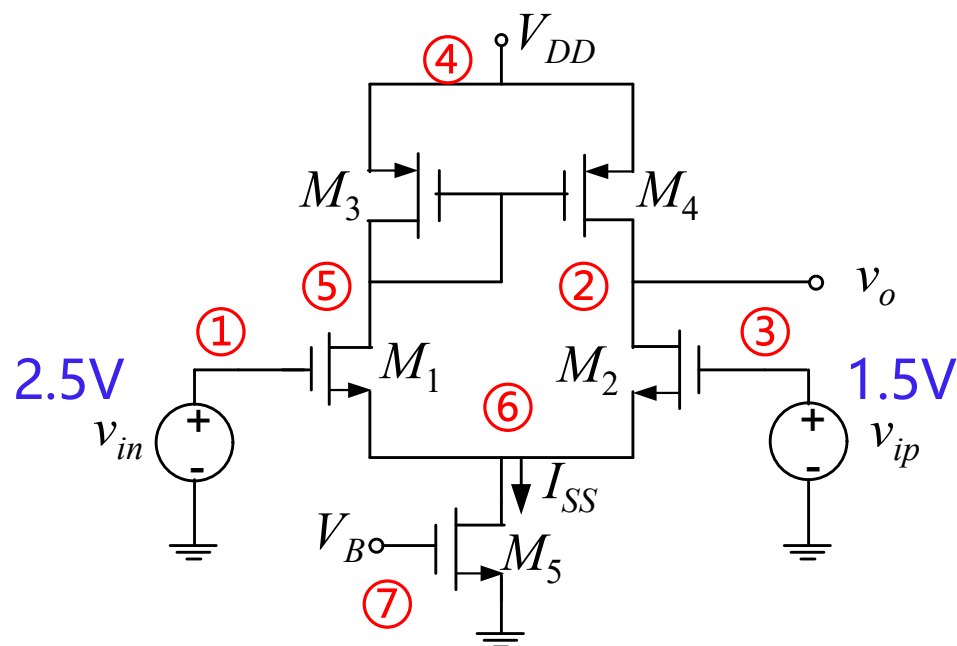 ④ V_DD
M_3
M_4
⑤
②
v_o
①
③
2.5V
M_1
M_2
1.5V
⑥
v_in
+
-
v_ip
+
-
I_SS
V_B
M_5
⑦